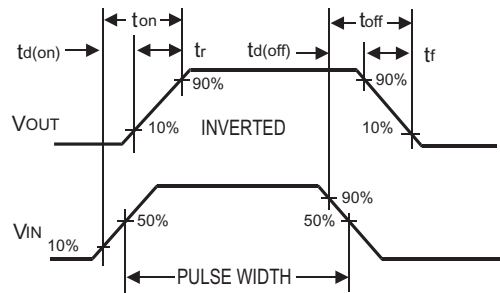 ton toff
td(on) tr td(off) tf
90% 90%
VOUT 10% INVERTED 10%
90%
50% 50%
VIN 10%
PULSE WIDTH